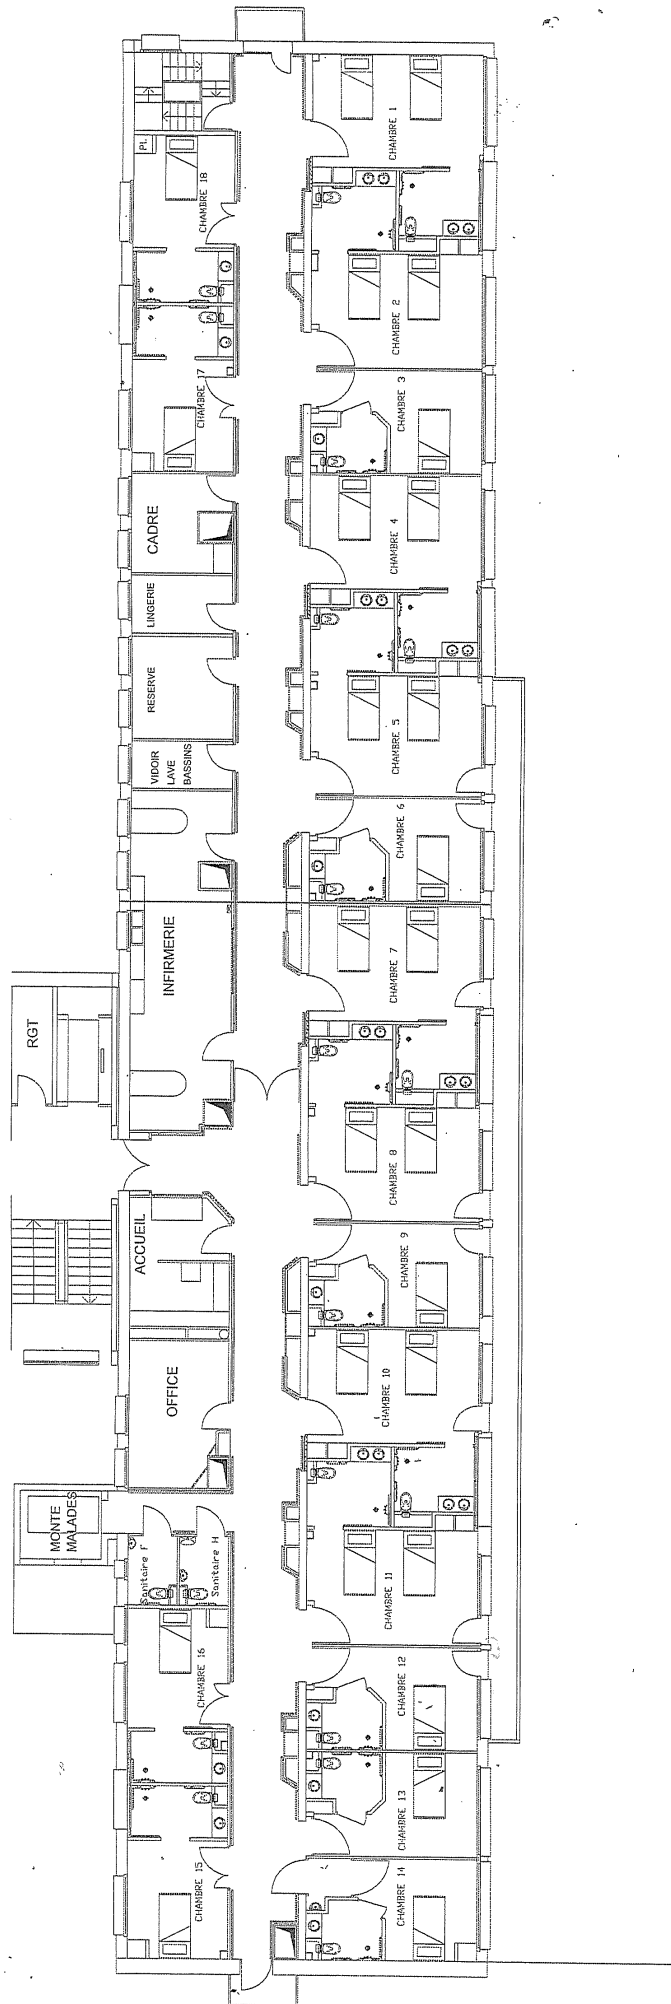 CHAMBRE 1
PL
CHAMBRE 18
CHAMBRE 2
CHAMBRE 3
CHAMBRE 17
CADRE
CHAMBRE 4
LINGERIE
RESERVE
CHAMBRE 5
VIDOIR
LAVE
BASSINS
CHAMBRE 6
INFIRMERIE
CHAMBRE 7
RGT
CHAMBRE 8
ACCUEIL
CHAMBRE 9
OFFICE
CHAMBRE 10
MONTE
MALADES
Sanitaire F
Sanitaire H
CHAMBRE 11
CHAMBRE 16
CHAMBRE 12
CHAMBRE 13
CHAMBRE 15
CHAMBRE 14